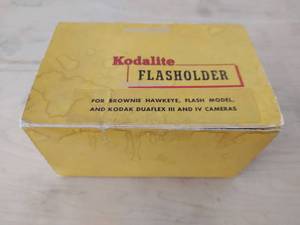 Kodalite
FLASHOLDER
FOR BROWNIE HAWKEYE, FLASH MODEL,
AND KODAK DUAFLEX III AND IV CAMERAS